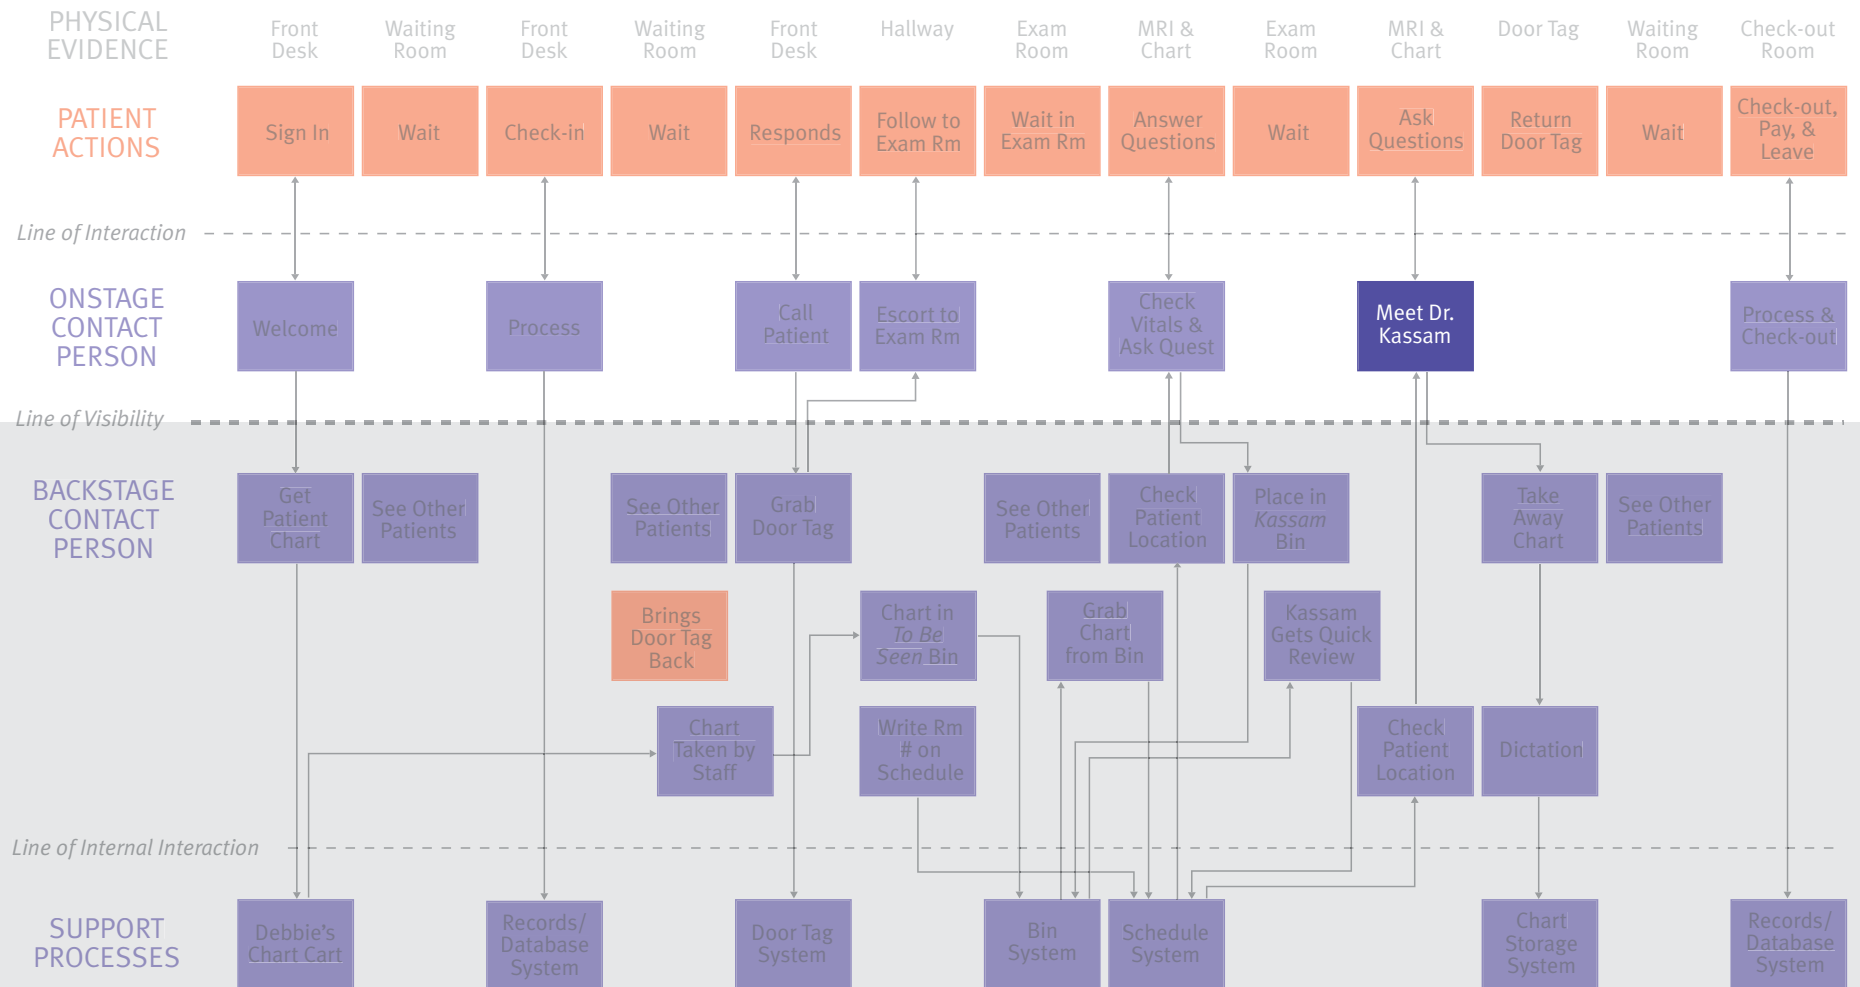 PHYSICAL
EVIDENCE
Front
Desk
Waiting
Room
Front
Desk
Waiting
Room
Front
Desk
Hallway
Exam
Room
MRI &
Chart
Exam
Room
MRI &
Chart
Door Tag
Waiting
Room
Check-out
Room
PATIENT
ACTIONS
Sign In
Wait
Check-in
Wait
Responds
Follow to
Exam Rm
Wait in
Exam Rm
Answer
Questions
Wait
Ask
Questions
Return
Door Tag
Wait
Check-out,
Pay, &
Leave
Line of Interaction
ONSTAGE
CONTACT
PERSON
Welcome
Process
Call
Patient
Escort to
Exam Rm
Check
Vitals &
Ask Quest
Meet Dr.
Kassam
Process &
Check-out
Line of Visibility
BACKSTAGE
CONTACT
PERSON
Get
Patient
Chart
See Other
Patients
See Other
Patients
Grab
Door Tag
See Other
Patients
Check
Patient
Location
Place in
Kassam
Bin
Take
Away
Chart
See Other
Patients
Brings
Door Tag
Back
Chart in
To Be
Seen Bin
Grab
Chart
from Bin
Kassam
Gets Quick
Review
Chart
Taken by
Staff
Write Rm
# on
Schedule
Check
Patient
Location
Dictation
Line of Internal Interaction
SUPPORT
PROCESSES
Debbie's
Chart Cart
Records/
Database
System
Door Tag
System
Bin
System
Schedule
System
Chart
Storage
System
Records/
Database
System